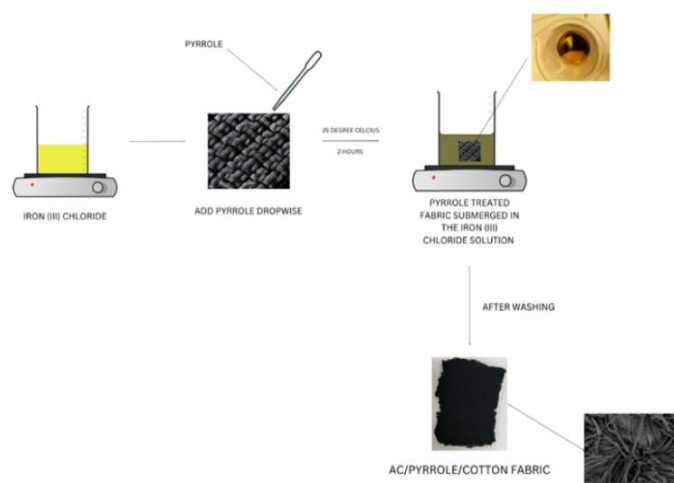 PYRROLE
IRON (III) CHLORIDE
ADD PYRROLE DROPWISE
25 DEGREE CELCIUS
2 HOURS
PYRROLE TREATED
FABRIC SUBMERGED IN
THE IRON (III)
CHLORIDE SOLUTION
AFTER WASHING
AC/PYRROLE/COTTON FABRIC